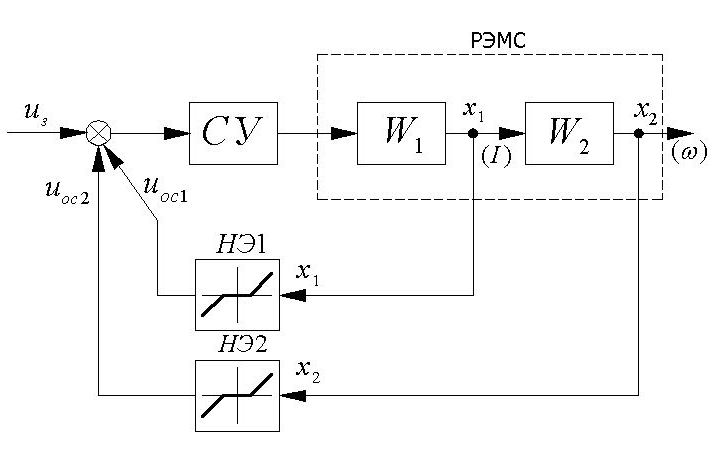 РЭМС
u_з
СУ
W_1
x_1
(I)
W_2
x_2
(ω)
u_ос2
u_ос1
НЭ1
x_1
НЭ2
x_2